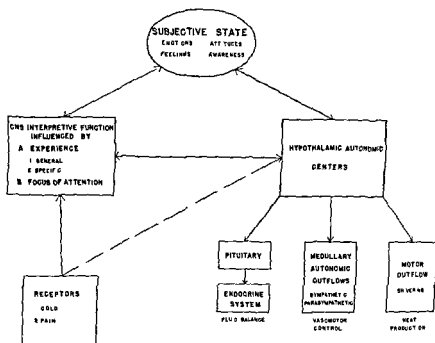 SUBJECTIVE STATE
EMOTIONS ATTITUDES
FEELINGS AWARENESS
CNS INTERPRETIVE FUNCTION
INFLUENCED BY
A EXPERIENCE
1 GENERAL
2 SPECIFIC
B FOCUS OF ATTENTION
HYPOTHALAMIC AUTONOMIC
CENTERS
RECEPTORS
COLD
2 PAIN
PITUITARY
ENDOCRINE
SYSTEM
FLUID BALANCE
MEDULLARY
AUTONOMIC
OUTFLOWS
SYMPATHETIC
PARASYMPATHETIC
VASOMOTOR
CONTROL
MOTOR
OUTFLOW
SHIVERING
HEAT
PRODUCTION